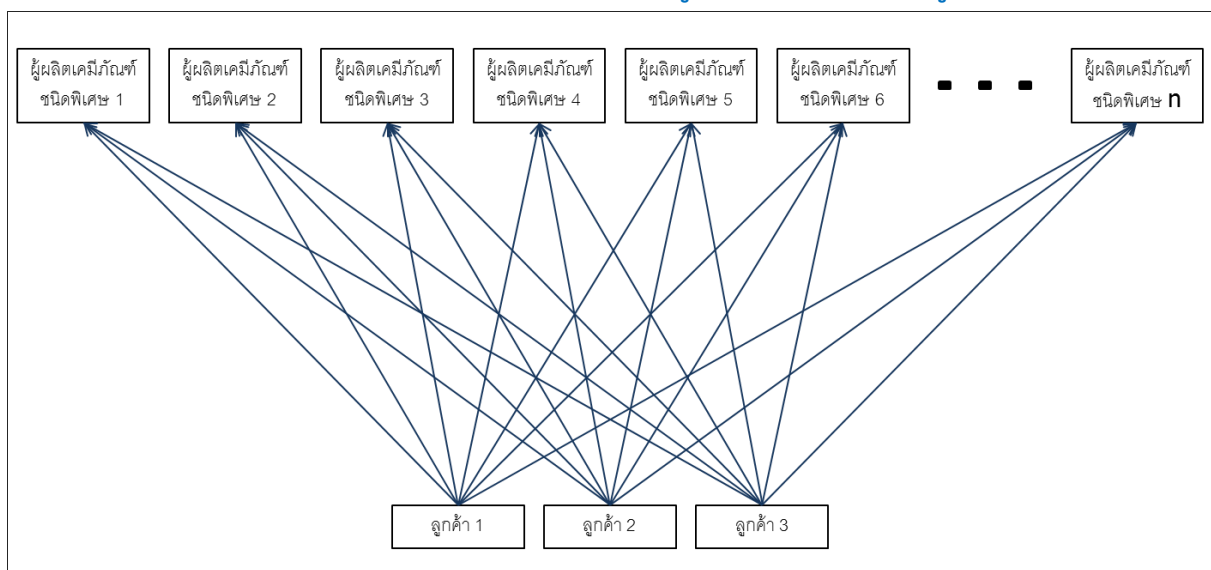 ผู้ผลิตเคมีภัณฑ์
ชนิดพิเศษ 1
ผู้ผลิตเคมีภัณฑ์
ชนิดพิเศษ 2
ผู้ผลิตเคมีภัณฑ์
ชนิดพิเศษ 3
ผู้ผลิตเคมีภัณฑ์
ชนิดพิเศษ 4
ผู้ผลิตเคมีภัณฑ์
ชนิดพิเศษ 5
ผู้ผลิตเคมีภัณฑ์
ชนิดพิเศษ 6
ผู้ผลิตเคมีภัณฑ์
ชนิดพิเศษ n
ลูกค้า 1
ลูกค้า 2
ลูกค้า 3